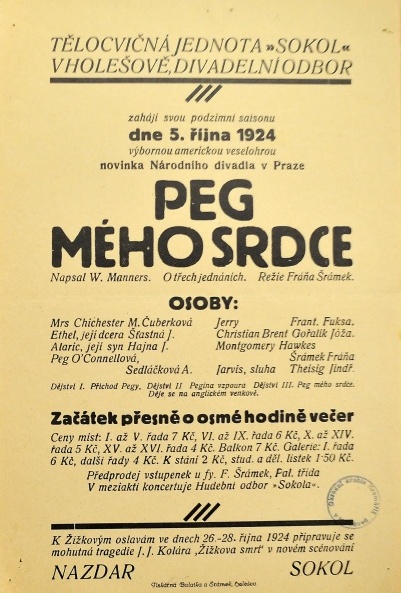 TĚLOCVIČNÁ JEDNOTA »SOKOL«
V HOLEŠOVĚ, DIVADELNÍ ODBOR
zahájí svou podzimní saisonu
dne 5. října 1924
výbornou americkou veselohrou
novinka Národního divadla v Praze
PEG
MÉHO SRDCE
Napsal W. Manners. O třech jednáních. Režie Fráňa Šrámek.
OSOBY:
Mrs Chichester M. Čuberková
Ethel, její dcera Šťastná J.
Alaric, její syn Hajna J.
Peg O'Connellová,
Sedláčková A.
Jerry Frant. Fuksa.
Christian Brent Gořalík Jóža.
Montgomery Hawkes
Šrámek Fráňa
Jarvis, sluha Theisig Jindř.
Dějství I. Příchod Pegy, Dějství II Pegina vzpoura Dějství III. Peg mého srdce.
Děje se na anglickém venkově.
Začátek přesně o osmé hodině večer
Ceny míst: I. až V. řada 7 Kč, VI. až IX. řada 6 Kč, X. až XIV.
řada 5 Kč, XV. až XVI. řada 4 Kč. Balkon 7 Kč. Galerie: I. řada
6 Kč, další řady 4 Kč. K stání 2 Kč, stud. a děl. lístek 1·50 Kč.
Předprodej vstupenek u fy. F. Šrámek, Pal. třída
V meziaktí koncertuje Hudební odbor »Sokola«.
K Žižkovým oslavám ve dnech 26.-28. října 1924 připravuje se
mohutná tragedie J. J. Kolára „Žižkova smrt" v novém scénování
NAZDAR SOKOL
Tiskárna Bolatka a Šrámek, Holešov